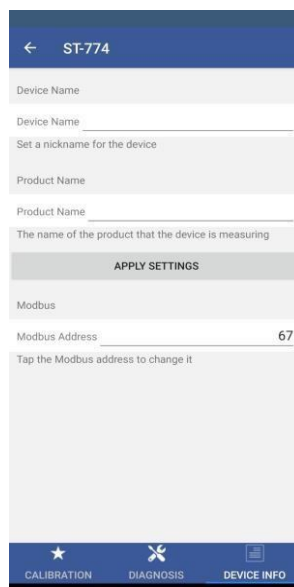 ST-774
Device Name
Device Name
Set a nickname for the device
Product Name
Product Name
The name of the product that the device is measuring
APPLY SETTINGS
Modbus
Modbus Address 67
Tap the Modbus address to change it
CALIBRATION DIAGNOSIS DEVICE INFO